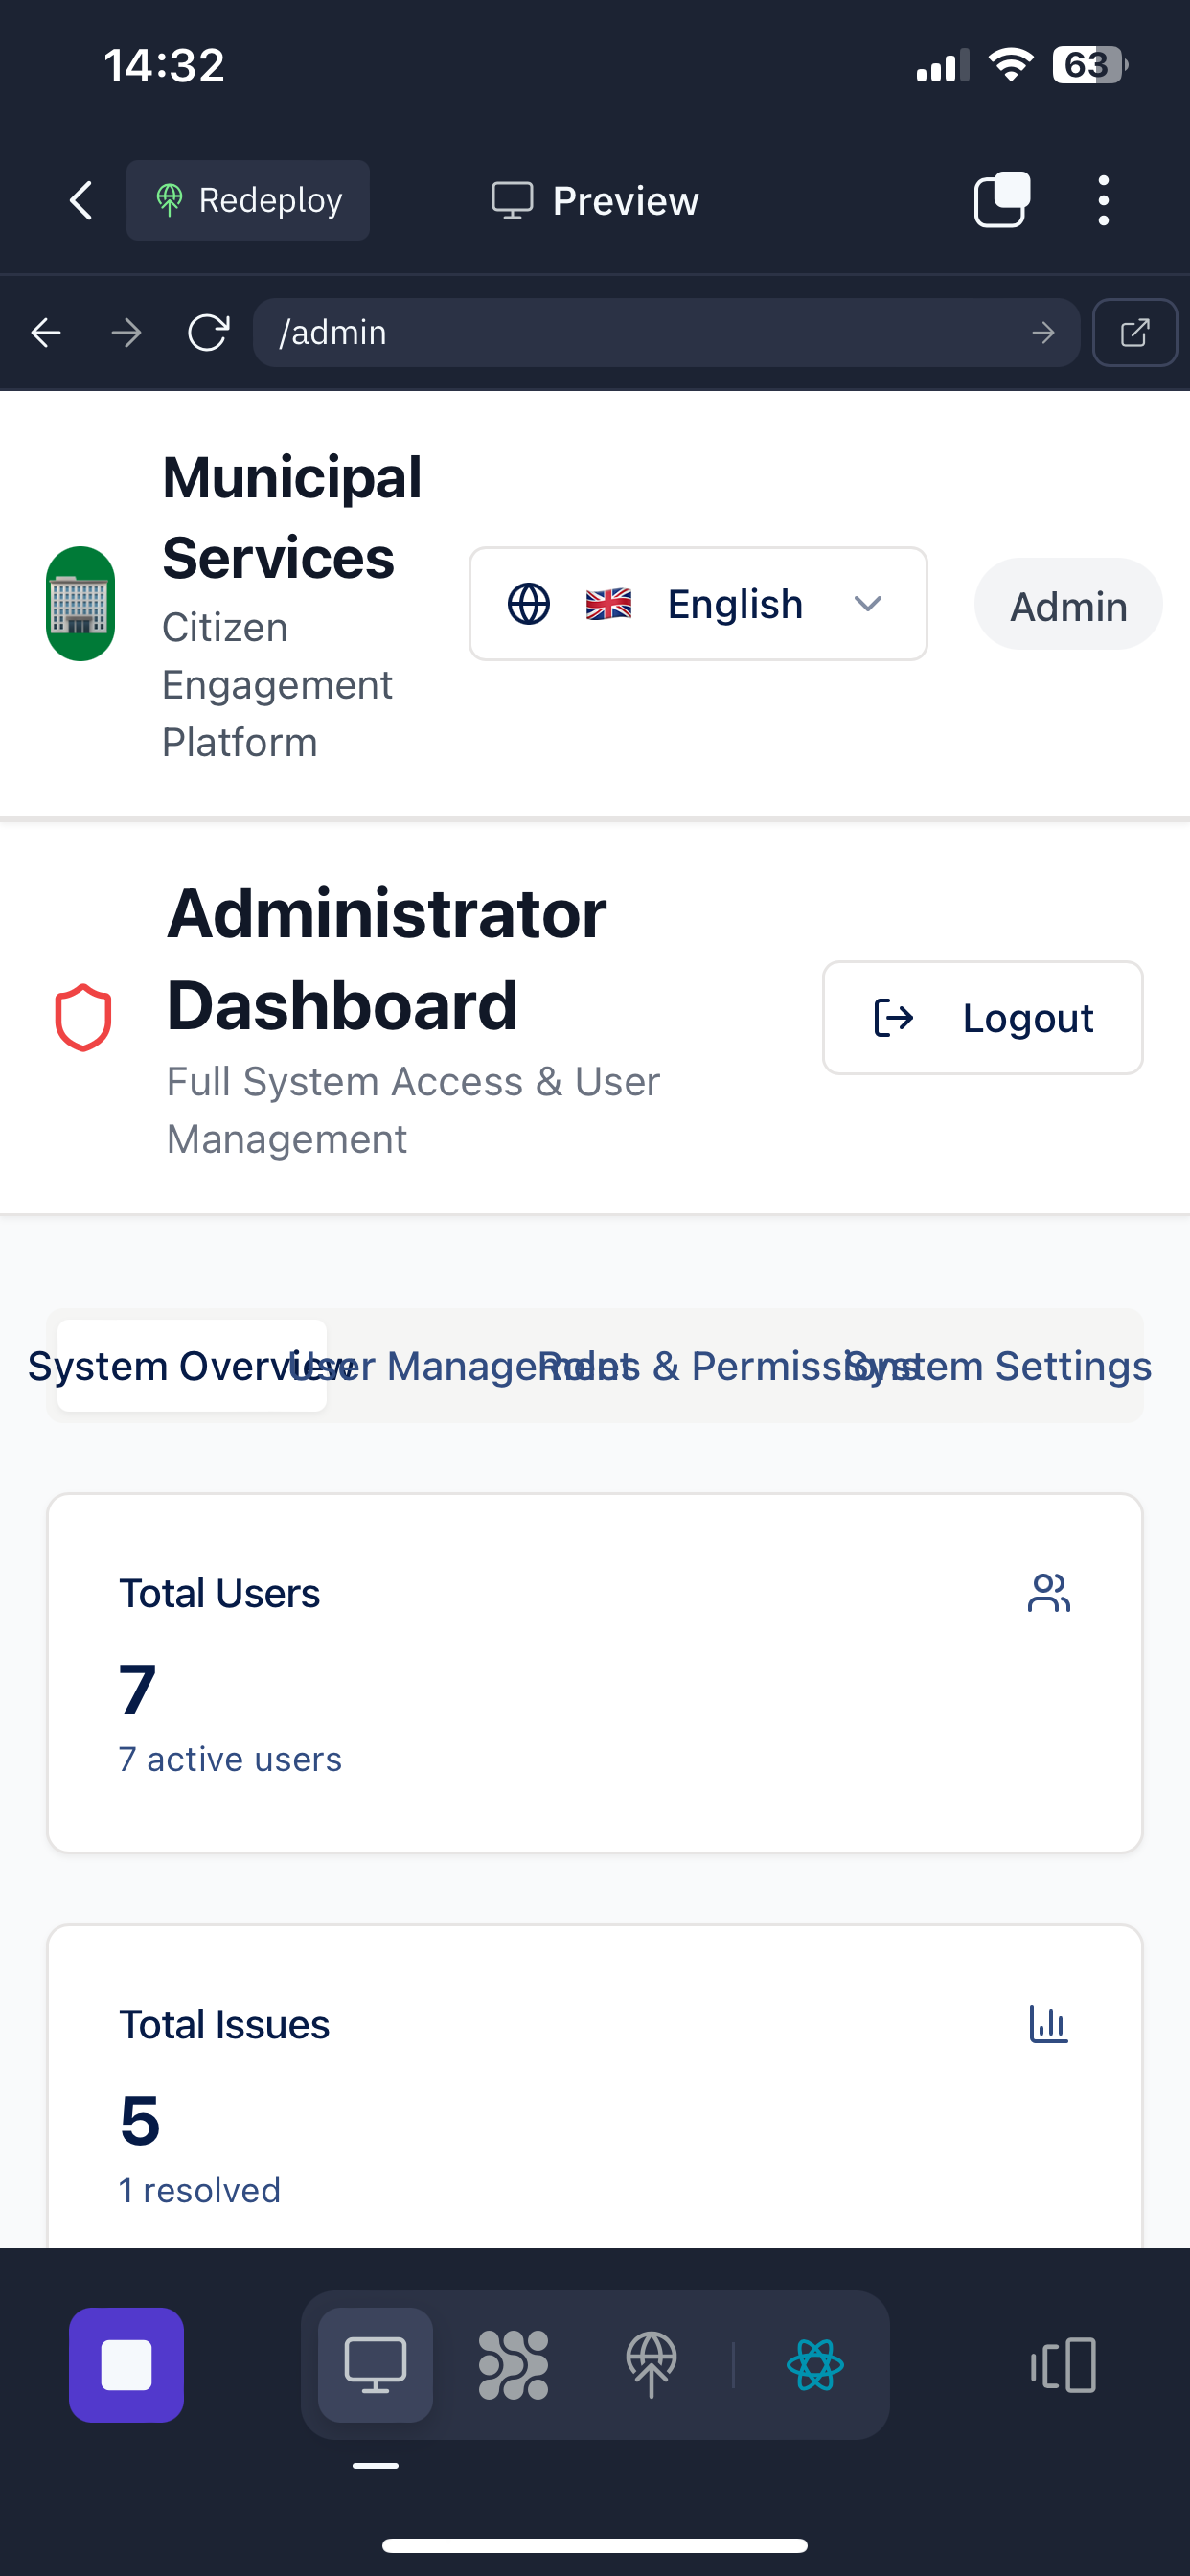 14:32
63
Redeploy
Preview
/admin
Municipal
Services
Citizen
Engagement
Platform
English
Admin
Administrator
Dashboard
Full System Access & User
Management
Logout
System Overview
User Management
Roles & Permissions
System Settings
Total Users
7
7 active users
Total Issues
5
1 resolved